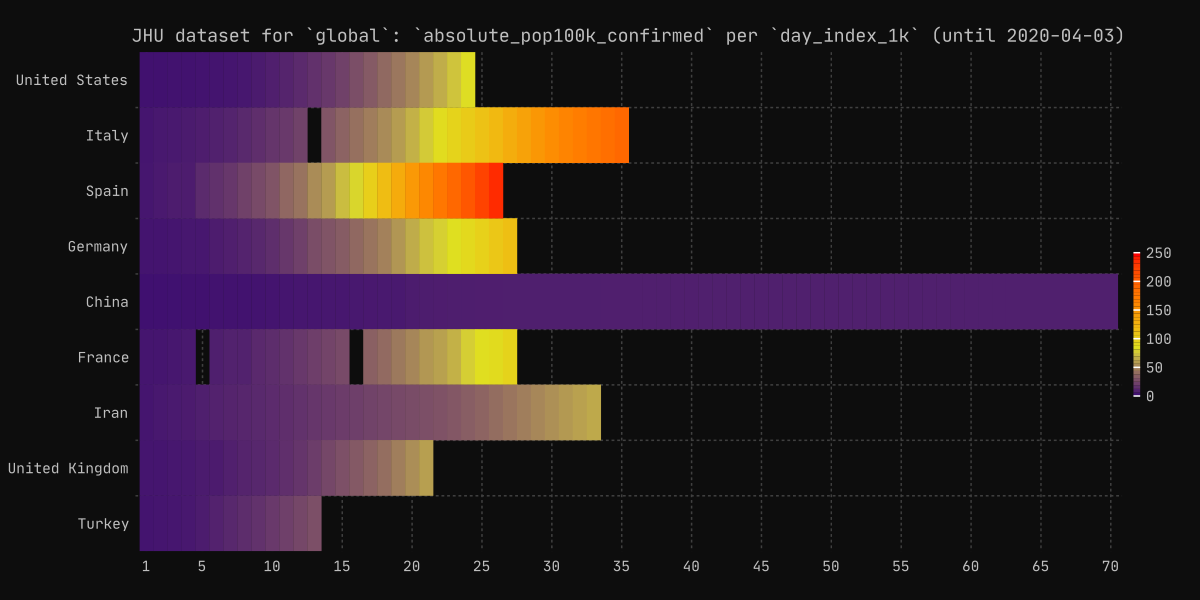 JHU dataset for `global`: `absolute_pop100k_confirmed` per `day_index_1k` (until 2020-04-03)
United States
Italy
Spain
Germany
China
France
Iran
United Kingdom
Turkey
250
200
150
100
50
0
1 5 10 15 20 25 30 35 40 45 50 55 60 65 70